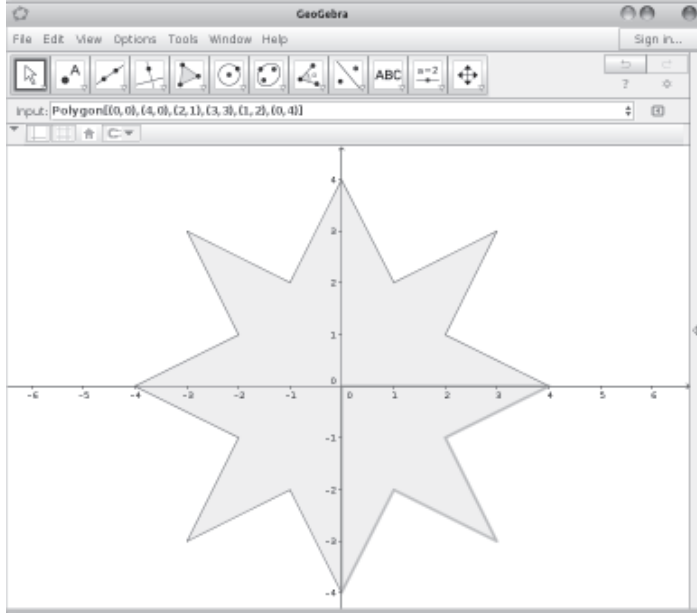 GeoGebra
File Edit View Options Tools Window Help
Sign in...
A
ABC
a=2
?
Input: Polygon[(0,0),(4,0),(2,1),(3,3),(1,2),(0,4)]
4
3
2
1
0
-6 -5 -4 -3 -2 -1 0 1 2 3 4 5 6
-1
-2
-3
-4